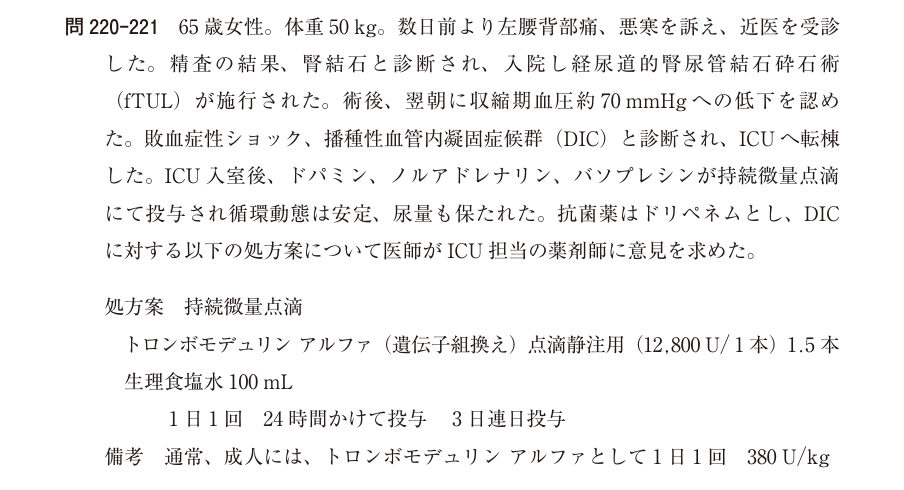 問 220-221 65 歳女性。体重 50 kg。数日前より左腰背部痛、悪寒を訴え、近医を受診
した。精査の結果、腎結石と診断され、入院し経尿道的腎尿管結石砕石術
（fTUL）が施行された。術後、翌朝に収縮期血圧約 70 mmHg への低下を認め
た。敗血症性ショック、播種性血管内凝固症候群（DIC）と診断され、ICU へ転棟
した。ICU 入室後、ドパミン、ノルアドレナリン、バソプレシンが持続微量点滴
にて投与され循環動態は安定、尿量も保たれた。抗菌薬はドリペネムとし、DIC
に対する以下の処方案について医師が ICU 担当の薬剤師に意見を求めた。
処方案 持続微量点滴
トロンボモデュリン アルファ（遺伝子組換え）点滴静注用（12,800 U/ 1 本）1.5 本
生理食塩水 100 mL
1 日 1 回 24 時間かけて投与 3 日連日投与
備考 通常、成人には、トロンボモデュリン アルファとして 1 日 1 回 380 U/kg